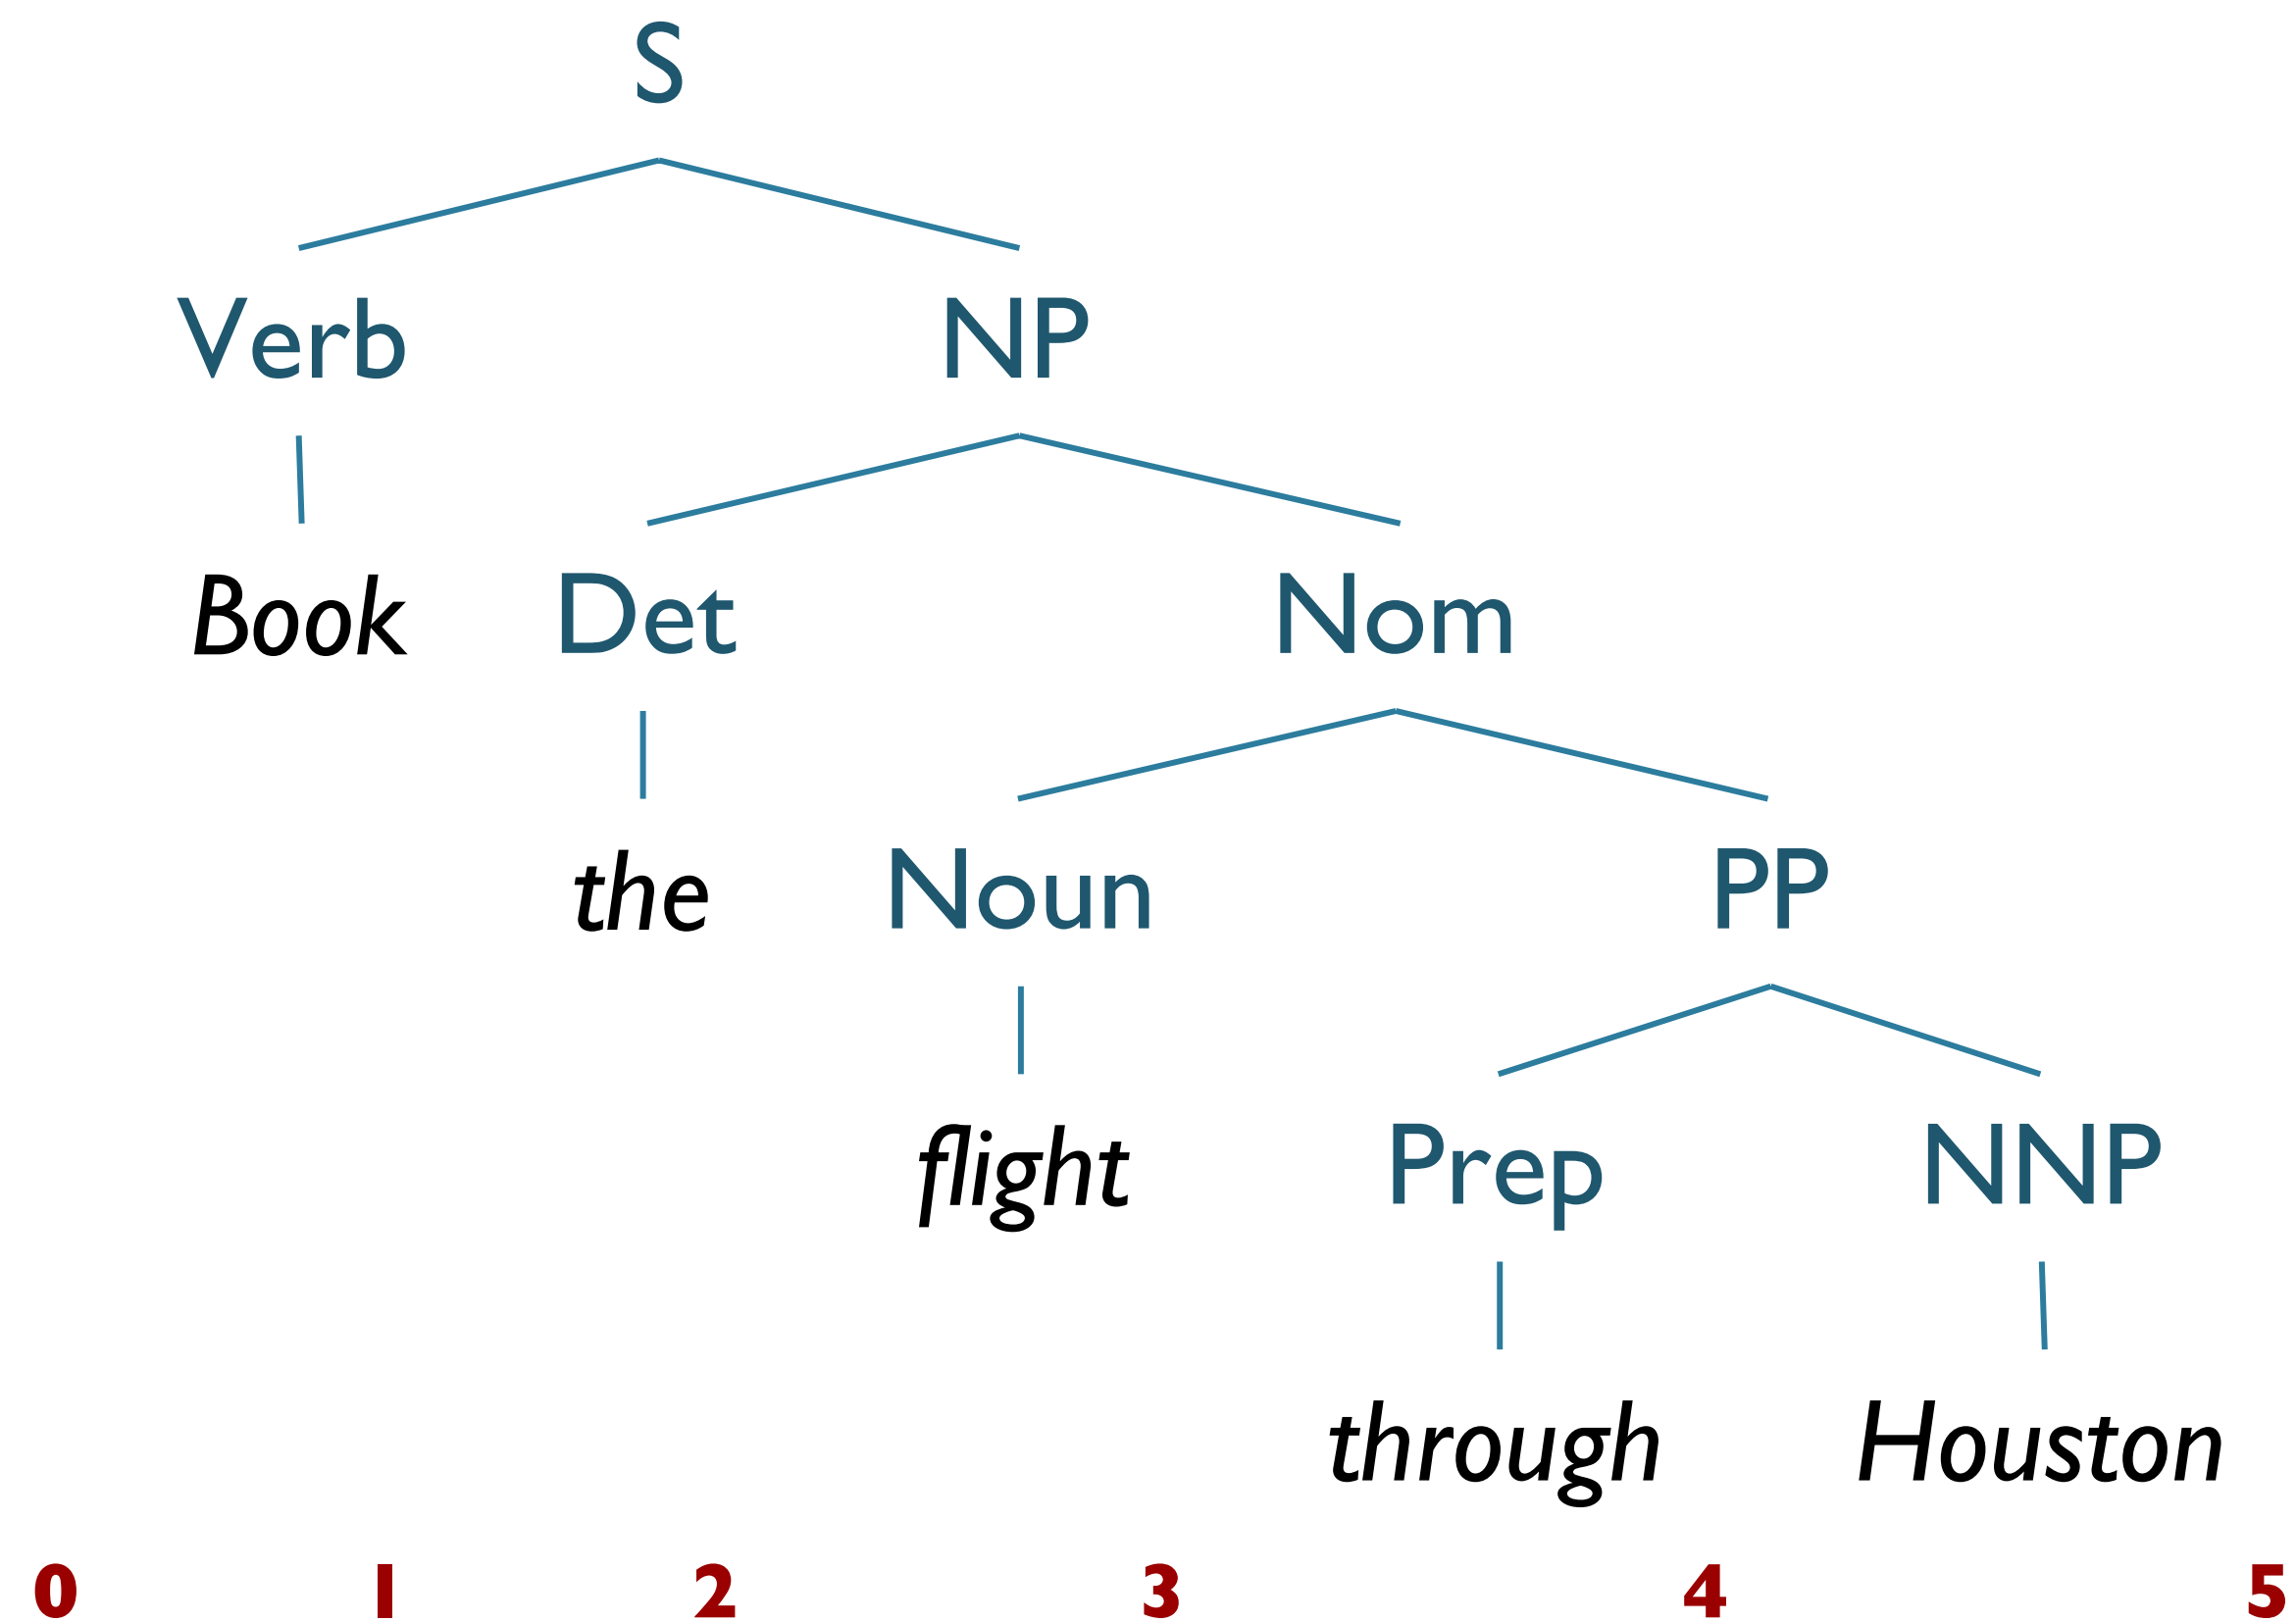 S
Verb NP
Book Det Nom
the Noun PP
flight Prep NNP
through Houston
0 1 2 3 4 5